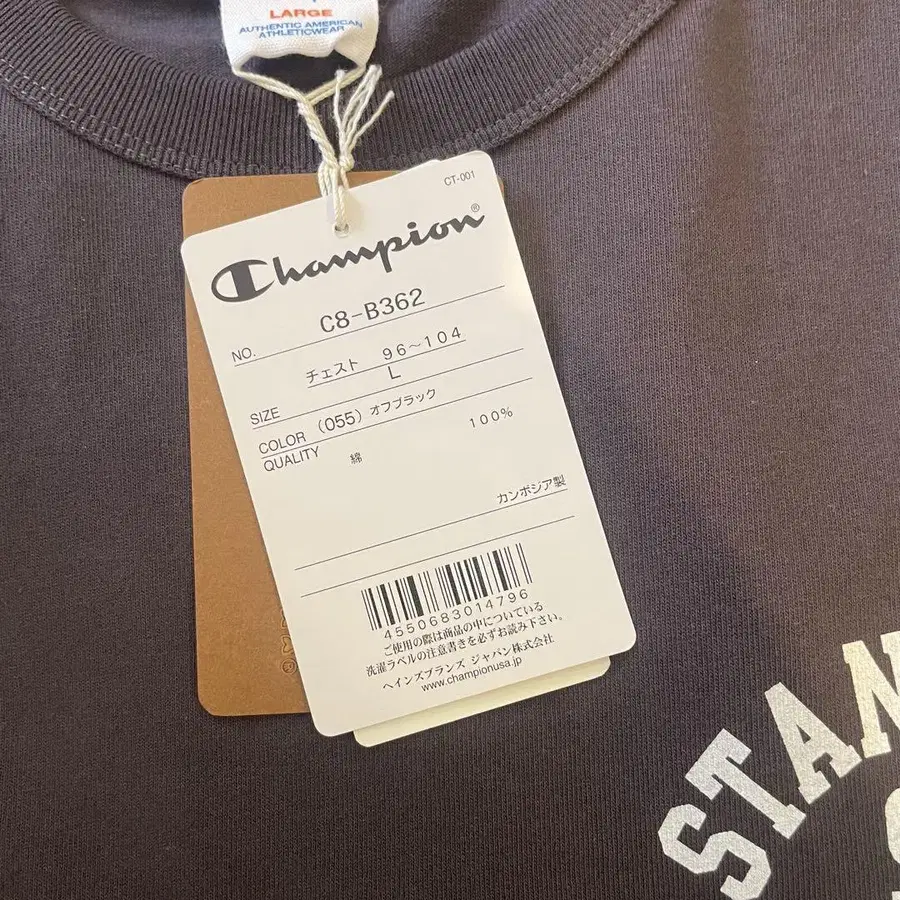 LARGE
AUTHENTIC AMERICAN
ATHLETICWEAR
CT-001
Champion®
NO. C8-B362
チェスト 96~104
SIZE L
COLOR (055) オフブラック
QUALITY 綿 100%
カンボジア製
4550683014796
ご使用の際は商品の中についている
洗濯ラベルの注意書きを必ずお読み下さい。
ヘインズブランズ ジャパン株式会社
www.championusa.jp
STAN